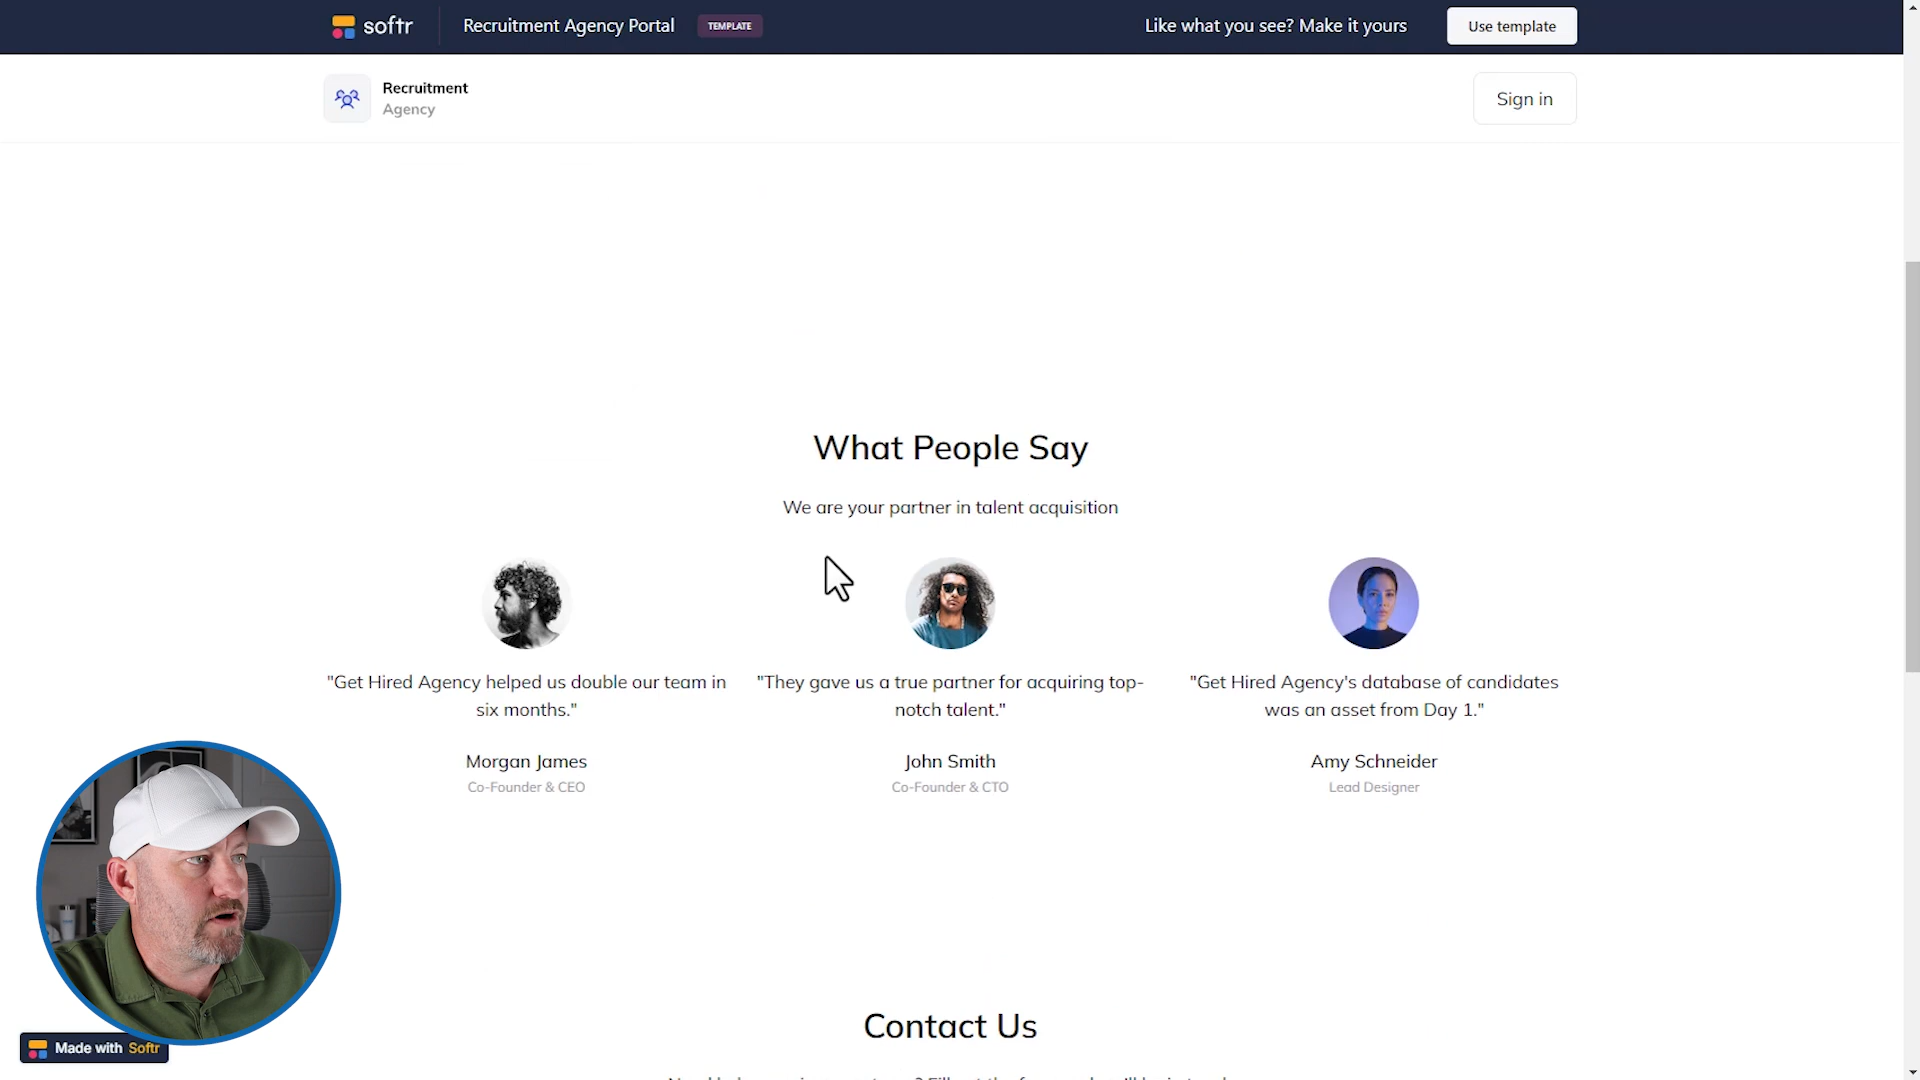 softr
Recruitment Agency Portal
TEMPLATE
Like what you see? Make it yours
Use template
Recruitment
Agency
Sign in
What People Say
We are your partner in talent acquisition
"Get Hired Agency helped us double our team in
six months."
Morgan James
Co-Founder & CEO
"They gave us a true partner for acquiring top-
notch talent."
John Smith
Co-Founder & CTO
"Get Hired Agency's database of candidates
was an asset from Day 1."
Amy Schneider
Lead Designer
Contact Us
Made with Softr